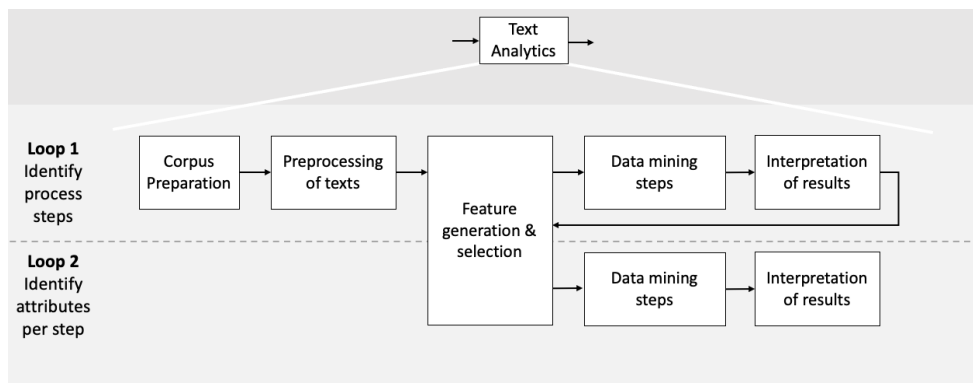 Text
Analytics
Loop 1
Identify
process
steps
Corpus
Preparation
Preprocessing
of texts
Feature
generation &
selection
Data mining
steps
Interpretation
of results
Loop 2
Identify
attributes
per step
Data mining
steps
Interpretation
of results